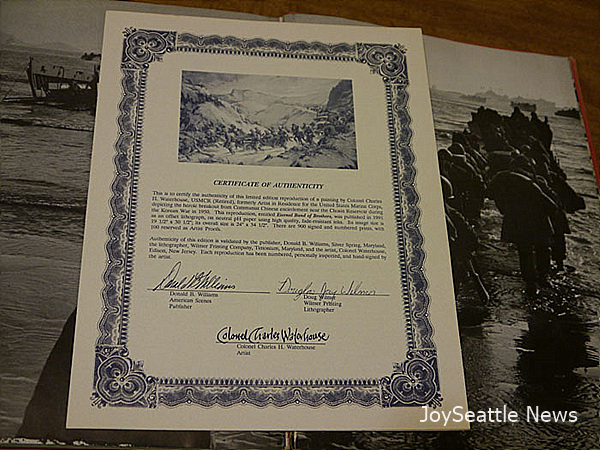 CERTIFICATE OF AUTHENTICITY
This is to certify the authenticity of this limited edition reproduction of a painting by Colonel Charles
H. Waterhouse, USMCR (Retired), formerly Artist in Residence for the United States Marine Corps,
depicting the heroic breakout from Communist Chinese encirclement near the Chosin Reservoir during
the Korean War in 1950. This reproduction, entitled Eternal Band of Brothers, was published in 1991
as an offset lithograph, on neutral pH paper using high quality, fade-resistant inks. Its image size is
19 1/2" x 30 1/2"; its overall size is 24" x 34 1/2". There are 900 signed and numbered prints, with
100 reserved as Artist Proofs.
Authenticity of this edition is validated by the publisher, Donald B. Williams, Silver Spring, Maryland,
the lithographer, Wilmer Printing Company, Timonium, Maryland, and the artist, Colonel Waterhouse,
Edison, New Jersey. Each reproduction has been numbered, personally inspected, and hand-signed by
the artist.
Donald B. Williams
American Scenes
Publisher
Douglas Jay Wilmer
Doug Wilmer
Wilmer Printing
Lithographer
Colonel Charles Waterhouse
Colonel Charles H. Waterhouse
Artist
JoySeattle News